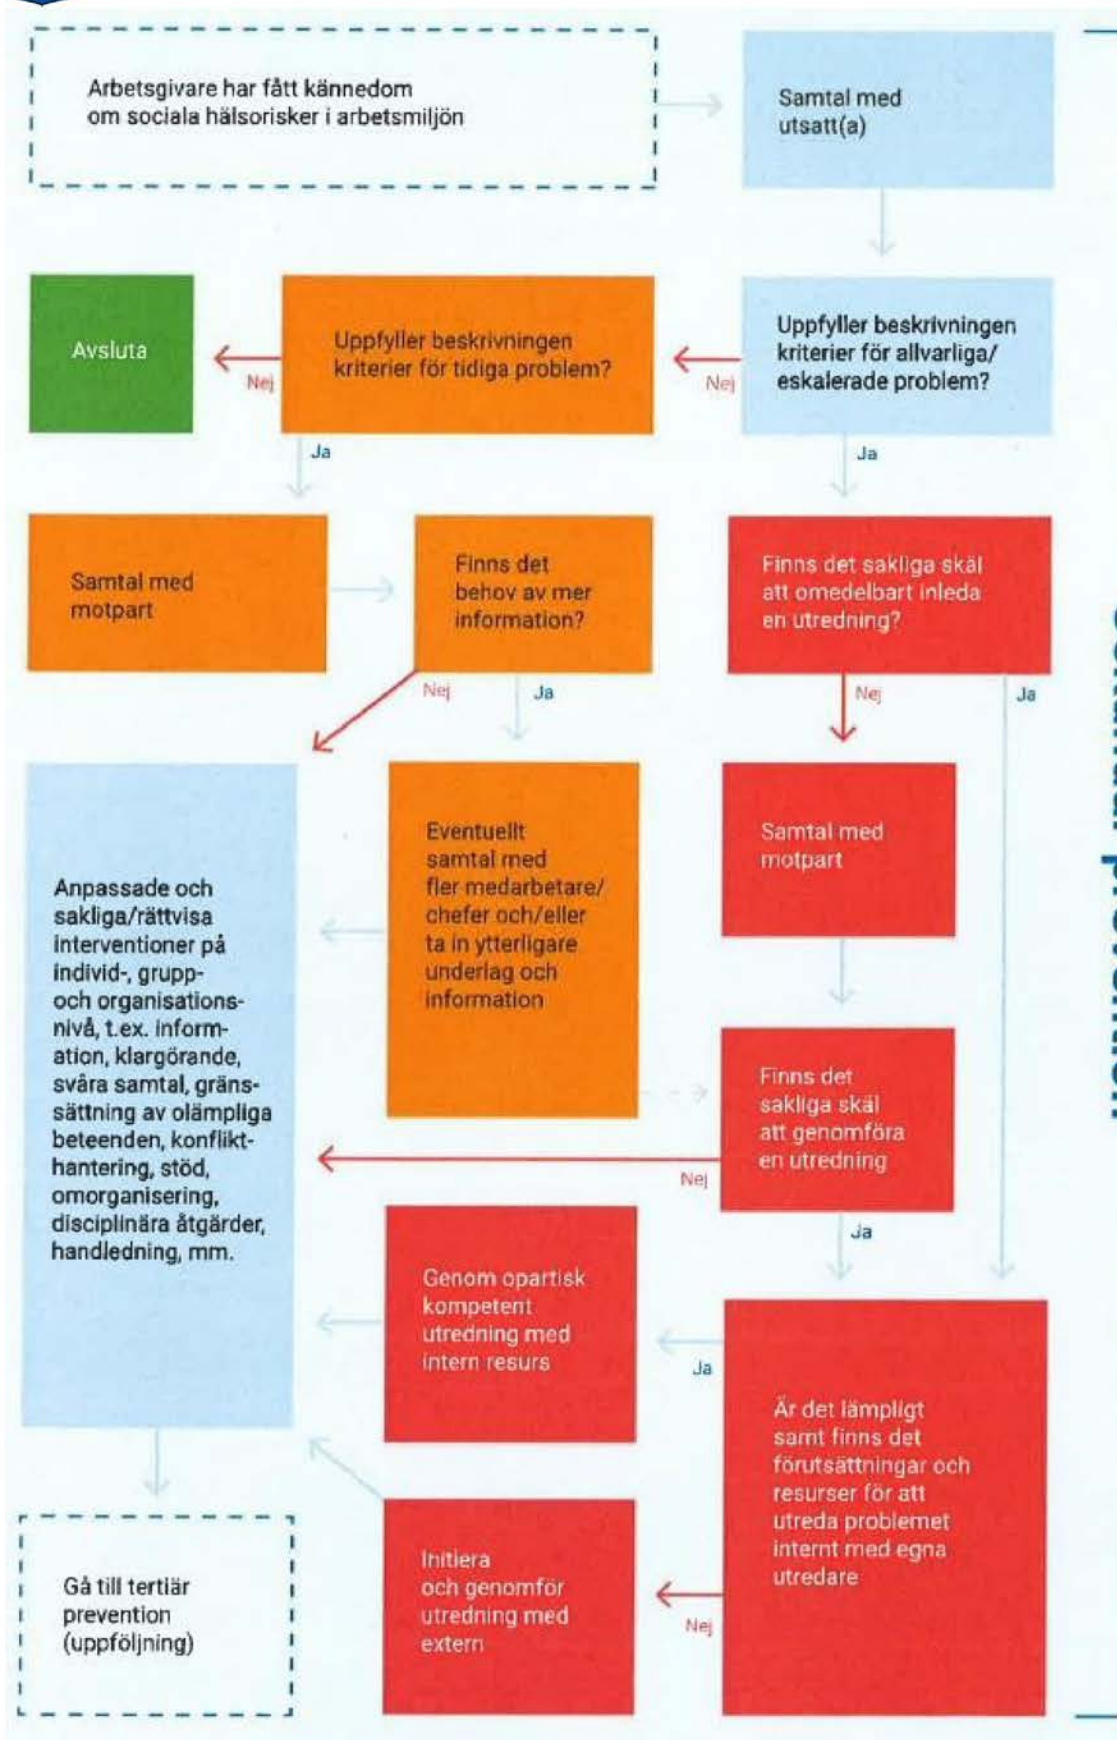 Arbetsgivare har fått kännedom
om sociala hälsorisker i arbetsmiljön
Samtal med
utsatt(a)
Avsluta
Nej
Uppfyller beskrivningen
kriterier för tidiga problem?
Nej
Uppfyller beskrivningen
kriterier för allvarliga/
eskalerade problem?
Ja
Ja
Samtal med
motpart
Finns det
behov av mer
information?
Finns det sakliga skäl
att omedelbart inleda
en utredning?
Nej
Ja
Nej
Ja
Anpassade och
sakliga/rättvisa
interventioner på
individ-, grupp-
och organisations-
nivå, t.ex. inform-
ation, klargörande,
svåra samtal, gräns-
sättning av olämpliga
beteenden, konflikt-
hantering, stöd,
omorganisering,
disciplinära åtgärder,
handledning, mm.
Eventuellt
samtal med
fler medarbetare/
chefer och/eller
ta in ytterligare
underlag och
information
Samtal med
motpart
Finns det
sakliga skäl
att genomföra
en utredning
Nej
Ja
Genom opartisk
kompetent
utredning med
intern resurs
Ja
Är det lämpligt
samt finns det
förutsättningar och
resurser för att
utreda problemet
internt med egna
utredare
Initiera
och genomför
utredning med
extern
Nej
Gå till tertiär
prevention
(uppföljning)